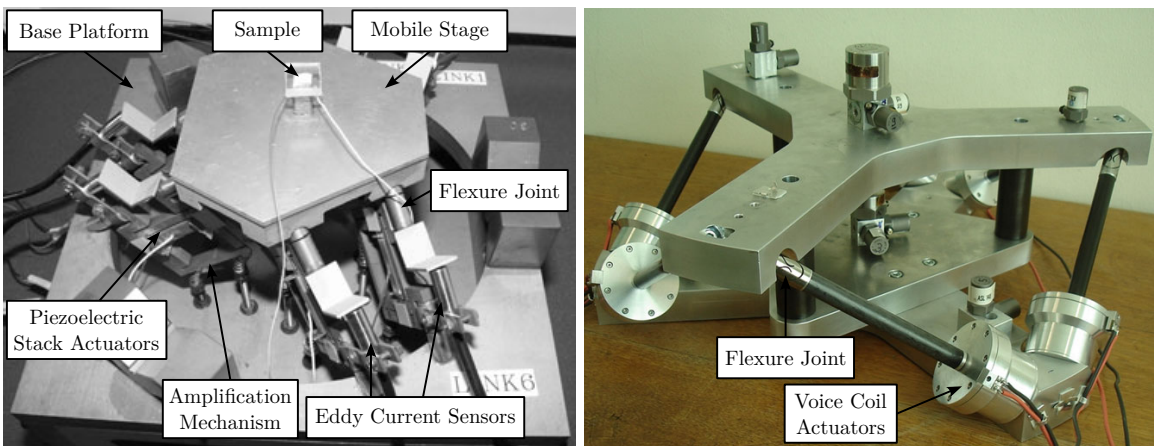 Base Platform
Sample
Mobile Stage
LINK1
Flexure Joint
Piezoelectric
Stack Actuators
LINK6
Amplification
Mechanism
Eddy Current Sensors
Flexure Joint
Voice Coil
Actuators